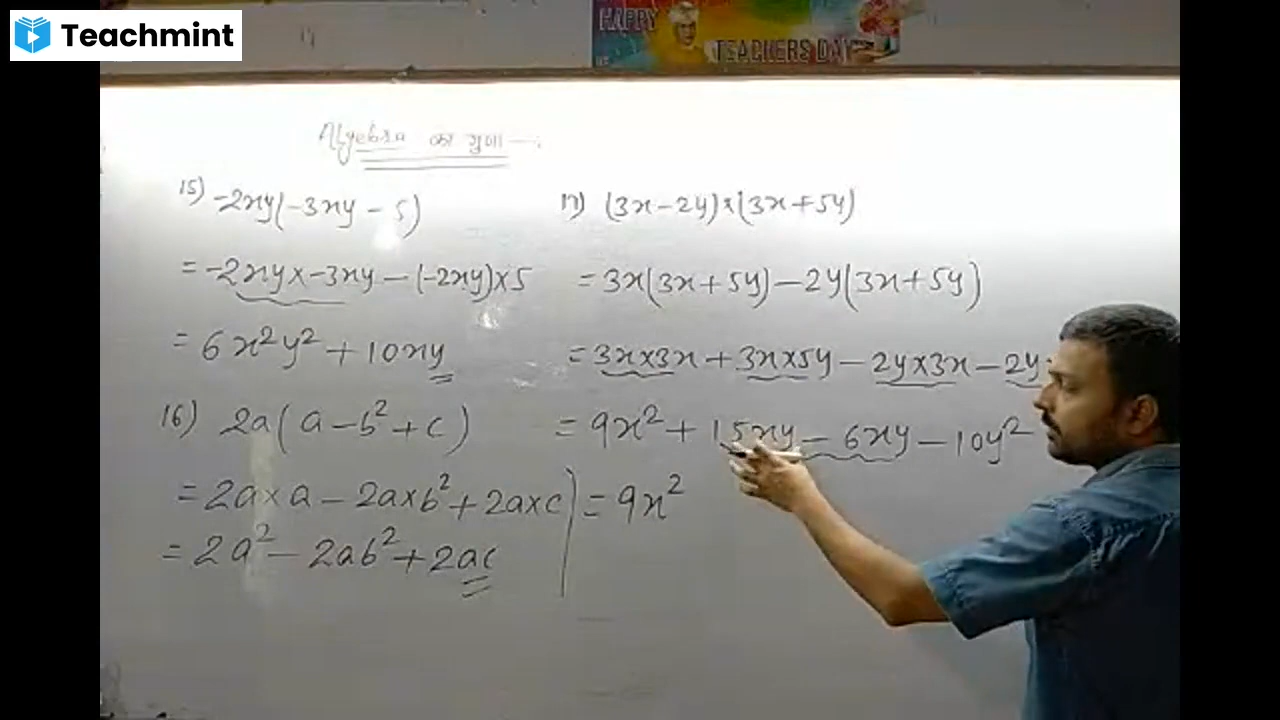 Teachmint
HAPPY
TEACHERS DAY
Algebra का गुणा
15) -2xy(-3xy - 5)
= -2xy×-3xy-(-2xy)×5
= 6x²y² + 10xy
16) 2a(a-b²+c)
= 2a×a - 2a×b²+2a×c
= 2a² - 2ab²+2ac
17) (3x-2y)×(3x+5y)
= 3x(3x+5y)-2y(3x+5y)
= 3x×3x + 3x×5y - 2y×3x - 2y
= 9x² + 15xy - 6xy - 10y²
= 9x²